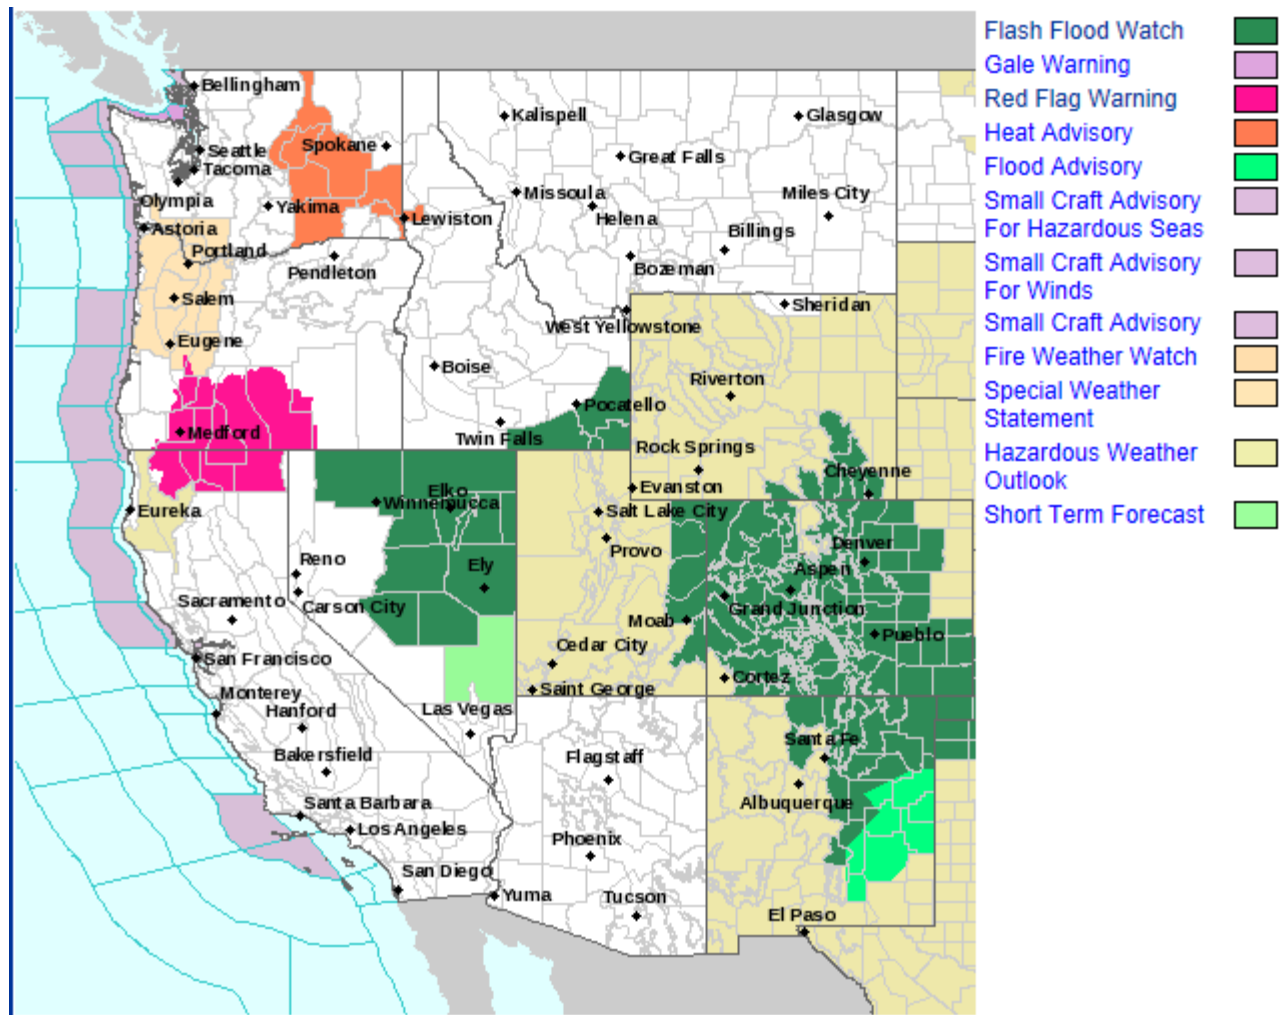 Flash Flood Watch
Gale Warning
Red Flag Warning
Heat Advisory
Flood Advisory
Small Craft Advisory
For Hazardous Seas
Small Craft Advisory
For Winds
Small Craft Advisory
Fire Weather Watch
Special Weather
Statement
Hazardous Weather
Outlook
Short Term Forecast
Bellingham
Kalispell
Glasgow
Spokane
Seattle
Great Falls
Tacoma
Missoula
Miles City
Olympia
Yakima
Lewiston
Helena
Astoria
Billings
Portland
Pendleton
Bozeman
Salem
Sheridan
West Yellowstone
Eugene
Boise
Riverton
Pocatello
Medford
Twin Falls
Rock Springs
Cheyenne
Elko
Evanston
Winnemucca
Eureka
Salt Lake City
Denver
Provo
Reno
Ely
Aspen
Sacramento
Carson City
Grand Junction
Moab
Pueblo
Cedar City
San Francisco
Cortez
Saint George
Monterey
Hanford
Las Vegas
Santa Fe
Bakersfield
Flagstaff
Santa Barbara
Albuquerque
Los Angeles
Phoenix
San Diego
Yuma
Tucson
El Paso